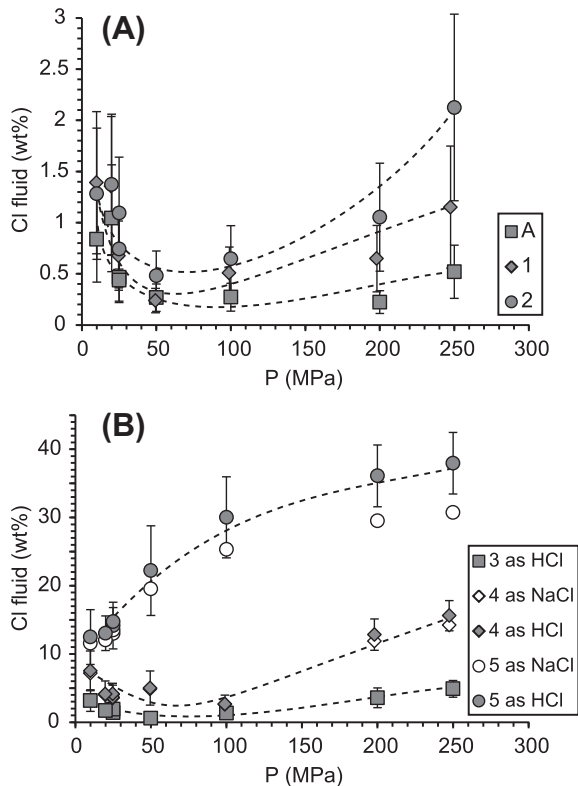 (A)
Cl fluid (wt%)
3
2.5
2
1.5
1
0.5
0
0 50 100 150 200 250 300
P (MPa)
A
1
2
(B)
Cl fluid (wt%)
40
30
20
10
0
0 50 100 150 200 250 300
P (MPa)
3 as HCl
4 as NaCl
4 as HCl
5 as NaCl
5 as HCl